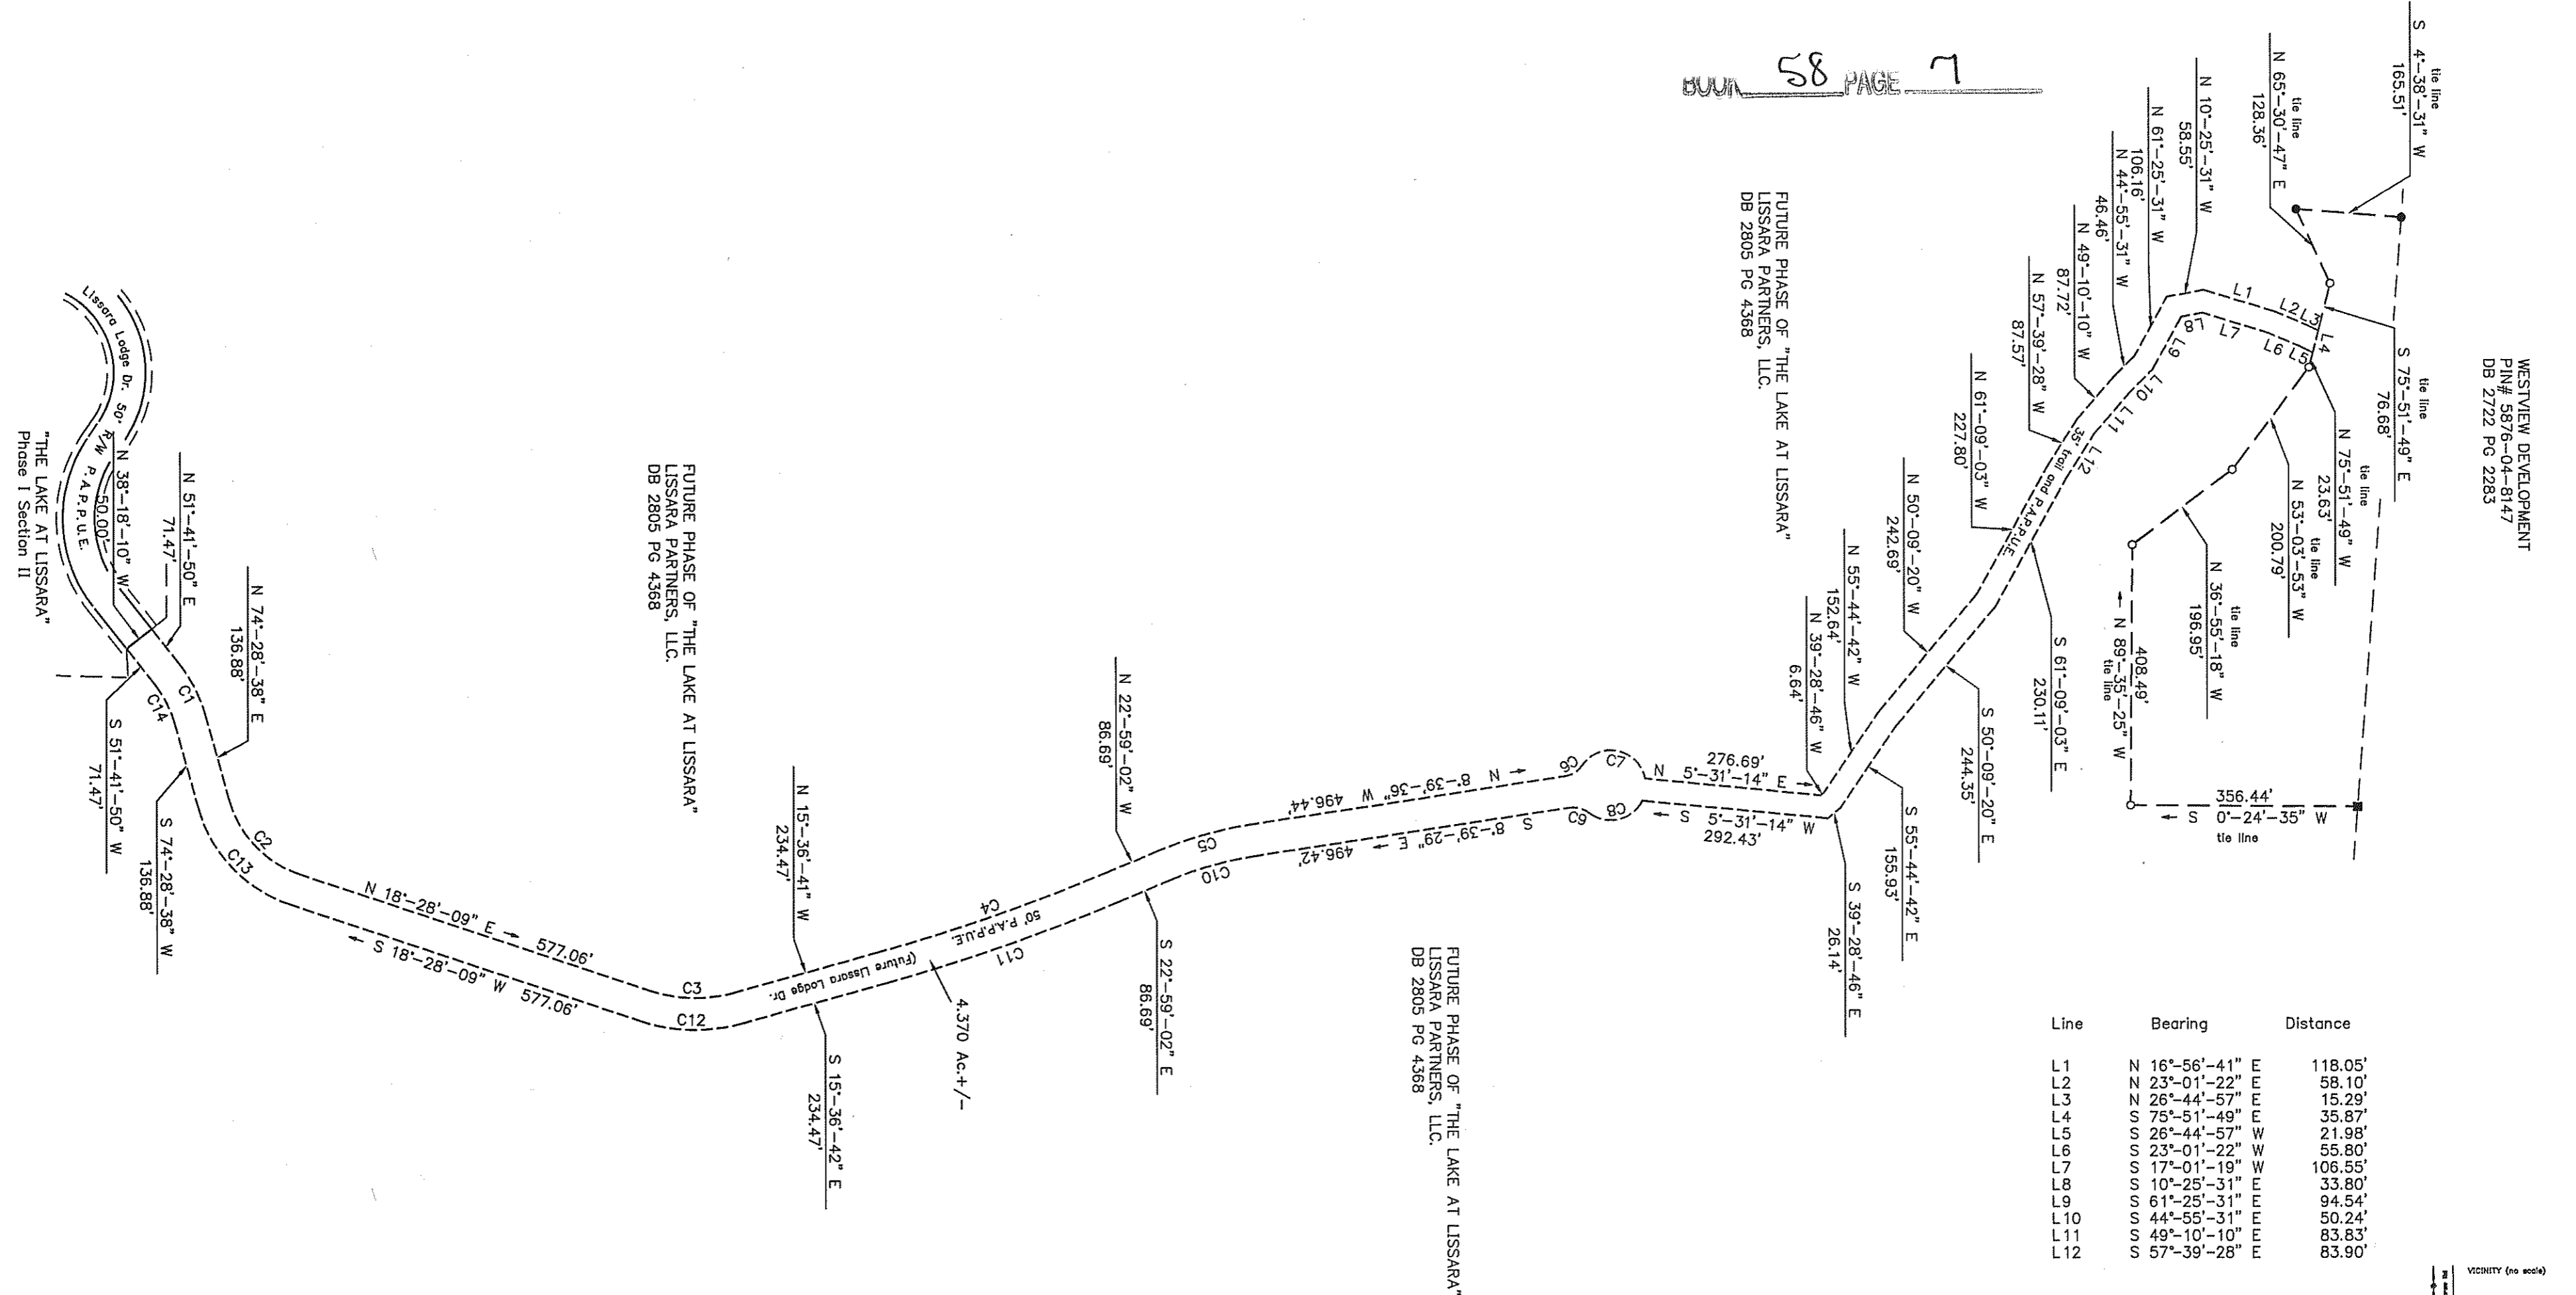 BOOK 58 PAGE 7
S 4°-38'-31" W
tie line
165.51'
N 65°-30'-47" E
tie line
128.36'
N 10°-25'-31" W
58.55'
N 61°-25'-31" W
106.16'
N 44°-55'-31" W
46.46'
N 49°-10'-10" W
87.72'
N 57°-39'-28" W
87.57'
N 61°-09'-03" W
227.80'
N 50°-09'-20" W
242.69'
N 55°-44'-42" W
152.64'
N 39°-28'-46" W
6.64'
WESTVIEW DEVELOPMENT
PIN# 5876-04-8147
DB 2722 PG 2283
S 75°-51'-49" E
tie line
76.68'
N 75°-51'-49" W
tie line
23.63'
N 53°-03'-53" W
tie line
200.79'
N 36°-55'-18" W
tie line
196.95'
408.49'
N 89°-35'-25" W
tie line
356.44'
S 0°-24'-35" W
tie line
L1
L2
L3
L4
L5
L6
L7
L8
L9
L10
L11
L12
35' trail and P.A.P.P.U.E.
S 61°-09'-03" E
230.11'
S 50°-09'-20" E
244.35'
S 55°-44'-42" E
155.93'
S 39°-28'-46" E
26.14'
FUTURE PHASE OF "THE LAKE AT LISSARA"
LISSARA PARTNERS, LLC.
DB 2805 PG 4368
276.69'
N 5°-31'-14" E
S 5°-31'-14" W
292.43'
C6
C7
C8
C9
N 8°-39'-36" W 496.44'
S 8°-39'-29" E 496.42'
C5
C10
N 22°-59'-02" W
86.69'
S 22°-59'-02" E
86.69'
C4
C11
50' P.A.P.P.U.E.
(Future Lissara Lodge Dr.
4.370 Ac.+/-
N 15°-36'-41" W
234.47'
S 15°-36'-42" E
234.47'
C3
C12
N 18°-28'-09" E 577.06'
S 18°-28'-09" W 577.06'
C2
C13
FUTURE PHASE OF "THE LAKE AT LISSARA"
LISSARA PARTNERS, LLC.
DB 2805 PG 4368
FUTURE PHASE OF "THE LAKE AT LISSARA"
LISSARA PARTNERS, LLC.
DB 2805 PG 4368
N 74°-28'-38" E
136.88'
S 74°-28'-38" W
136.88'
C1
C14
N 51°-41'-50" E
71.47'
S 51°-41'-50" W
71.47'
N 38°-18'-10" W
50.00'
Lissara Lodge Dr. 50' R/W P.A.P.P.U.E.
"THE LAKE AT LISSARA"
Phase I Section II
Line Bearing Distance
L1 N 16°-56'-41" E 118.05'
L2 N 23°-01'-22" E 58.10'
L3 N 26°-44'-57" E 15.29'
L4 S 75°-51'-49" E 35.87'
L5 S 26°-44'-57" W 21.98'
L6 S 23°-01'-22" W 55.80'
L7 S 17°-01'-19" W 106.55'
L8 S 10°-25'-31" E 33.80'
L9 S 61°-25'-31" E 94.54'
L10 S 44°-55'-31" E 50.24'
L11 S 49°-10'-10" E 83.83'
L12 S 57°-39'-28" E 83.90'
VICINITY (no scale)